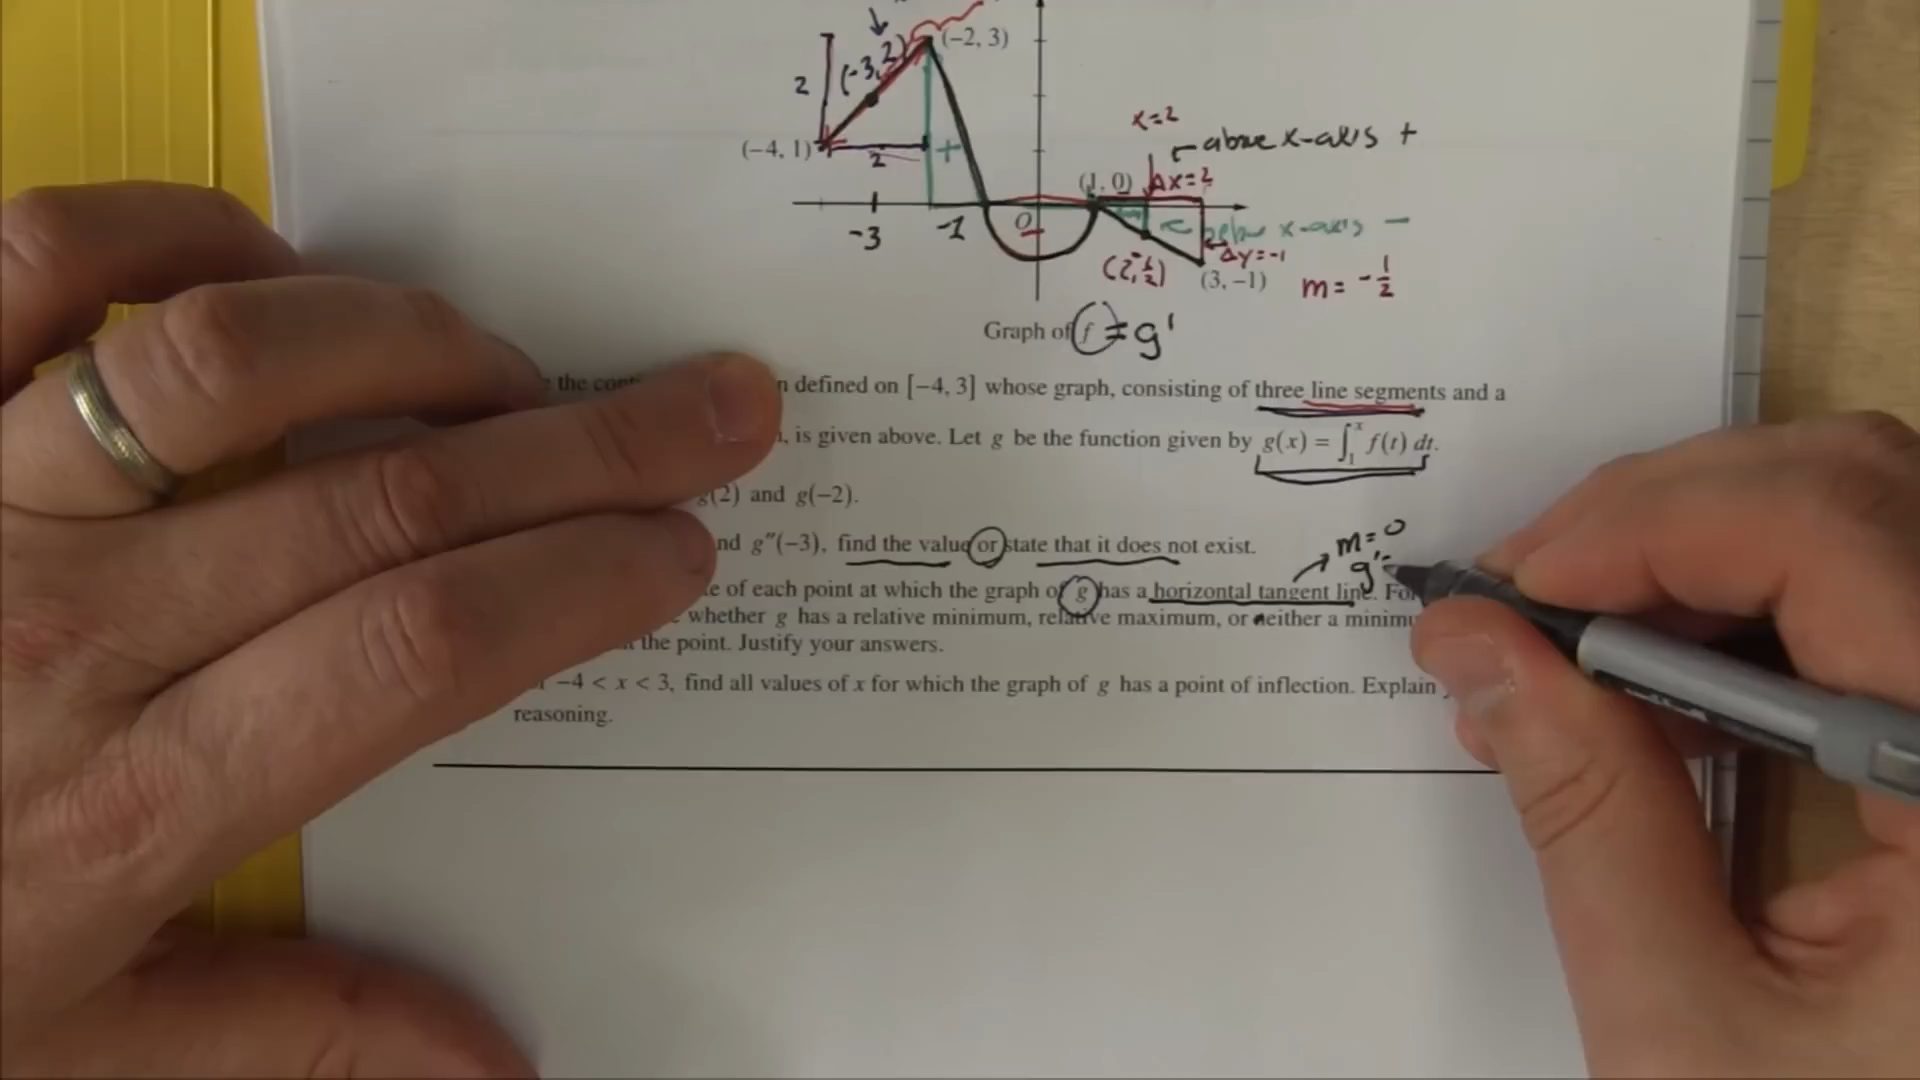 (-2, 3)
(-3, 2)
2
x=2
above x-axis +
(-4, 1)
2
+
(1, 0)
Δx=2
-3
-1
O
below x-axis -
Δy=-1
(2, -1/2)
(3, -1)
m = -1/2
Graph of f = g'
the defined on [−4, 3] whose graph, consisting of three line segments and a
, is given above. Let g be the function given by g(x) = ∫₁ˣ f(t) dt.
g(2) and g(−2).
m=0
g″(−3), find the value or state that it does not exist.
g'
of each point at which the graph of g has a horizontal tangent line.
whether g has a relative minimum, relative maximum, or neither a
the point. Justify your answers.
−4 < x < 3, find all values of x for which the graph of g has a point of inflection. Explain
reasoning.